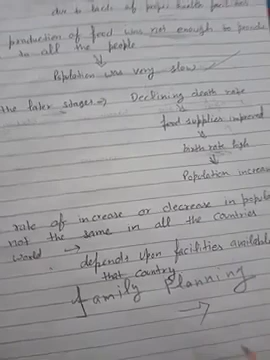 due to lack of proper health facilities
production of food was not enough to provide
to all the people
↓
Population was very slow
the later stages ⇒ Declining death rate
↓
food supplies improved
↓
birth rate high
↓
Population increase
rate of increase or decrease in popula
not the same in all the countries
world → depends upon facilities available
that country
family Planning
→